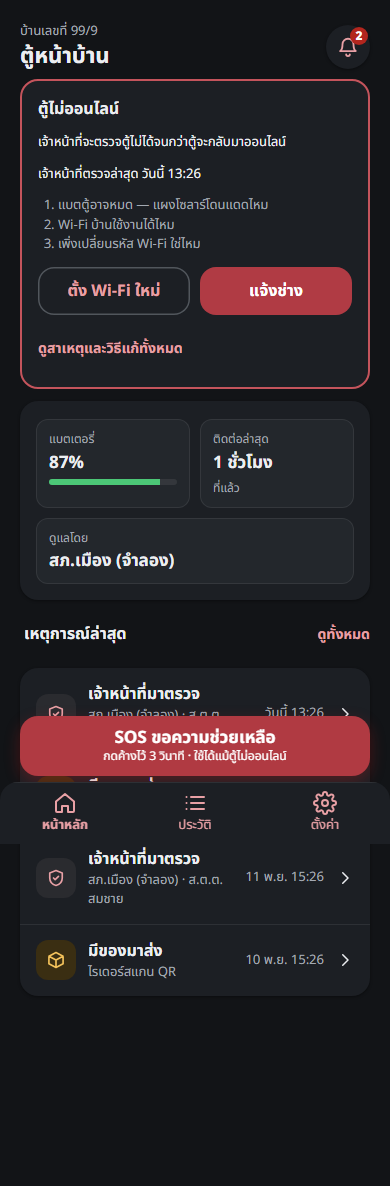 บ้านเลขที่ 99/9
ตู้หน้าบ้าน
2
ตู้ไม่ออนไลน์
เจ้าหน้าที่จะตรวจตู้ไม่ได้จนกว่าตู้จะกลับมาออนไลน์
เจ้าหน้าที่ตรวจล่าสุด วันนี้ 13:26
1. แบตตู้อาจหมด — แผงโซลาร์โดนแดดไหม
2. Wi-Fi บ้านใช้งานได้ไหม
3. เพิ่งเปลี่ยนรหัส Wi-Fi ใช่ไหม
ตั้ง Wi-Fi ใหม่
แจ้งช่าง
ดูสาเหตุและวิธีแก้ทั้งหมด
แบตเตอรี่
87%
ติดต่อล่าสุด
1 ชั่วโมง
ที่แล้ว
ดูแลโดย
สภ.เมือง (จำลอง)
เหตุการณ์ล่าสุด
ดูทั้งหมด
เจ้าหน้าที่มาตรวจ
สภ.เมือง (จำลอง) · ส.ต.ต.
วันนี้ 13:26
SOS ขอความช่วยเหลือ
กดค้างไว้ 3 วินาที · ใช้ได้แม้ตู้ไม่ออนไลน์
หน้าหลัก
ประวัติ
ตั้งค่า
เจ้าหน้าที่มาตรวจ
สภ.เมือง (จำลอง) · ส.ต.ต.
สมชาย
11 พ.ย. 15:26
มีของมาส่ง
ไรเดอร์สแกน QR
10 พ.ย. 15:26